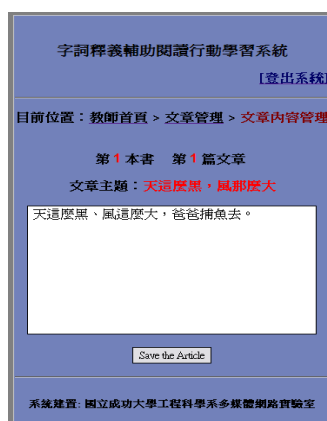 字詞釋義輔助閱讀行動學習系統
[登出系統]
目前位置：教師首頁 > 文章管理 > 文章內容管理
第1本書 第1篇文章
文章主題：天這麼黑，風那麼大
天這麼黑、風這麼大，爸爸捕魚去。
Save the Article
系統建置: 國立成功大學工程科學系多媒體網路實驗室